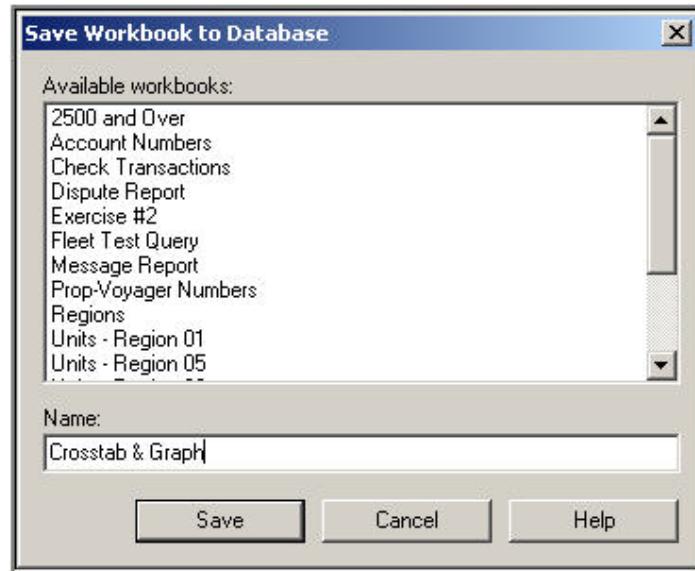 Save Workbook to Database
Available workbooks:
2500 and Over
Account Numbers
Check Transactions
Dispute Report
Exercise #2
Fleet Test Query
Message Report
Prop-Voyager Numbers
Regions
Units - Region 01
Units - Region 05
Name:
Crosstab & Graph
Save Cancel Help